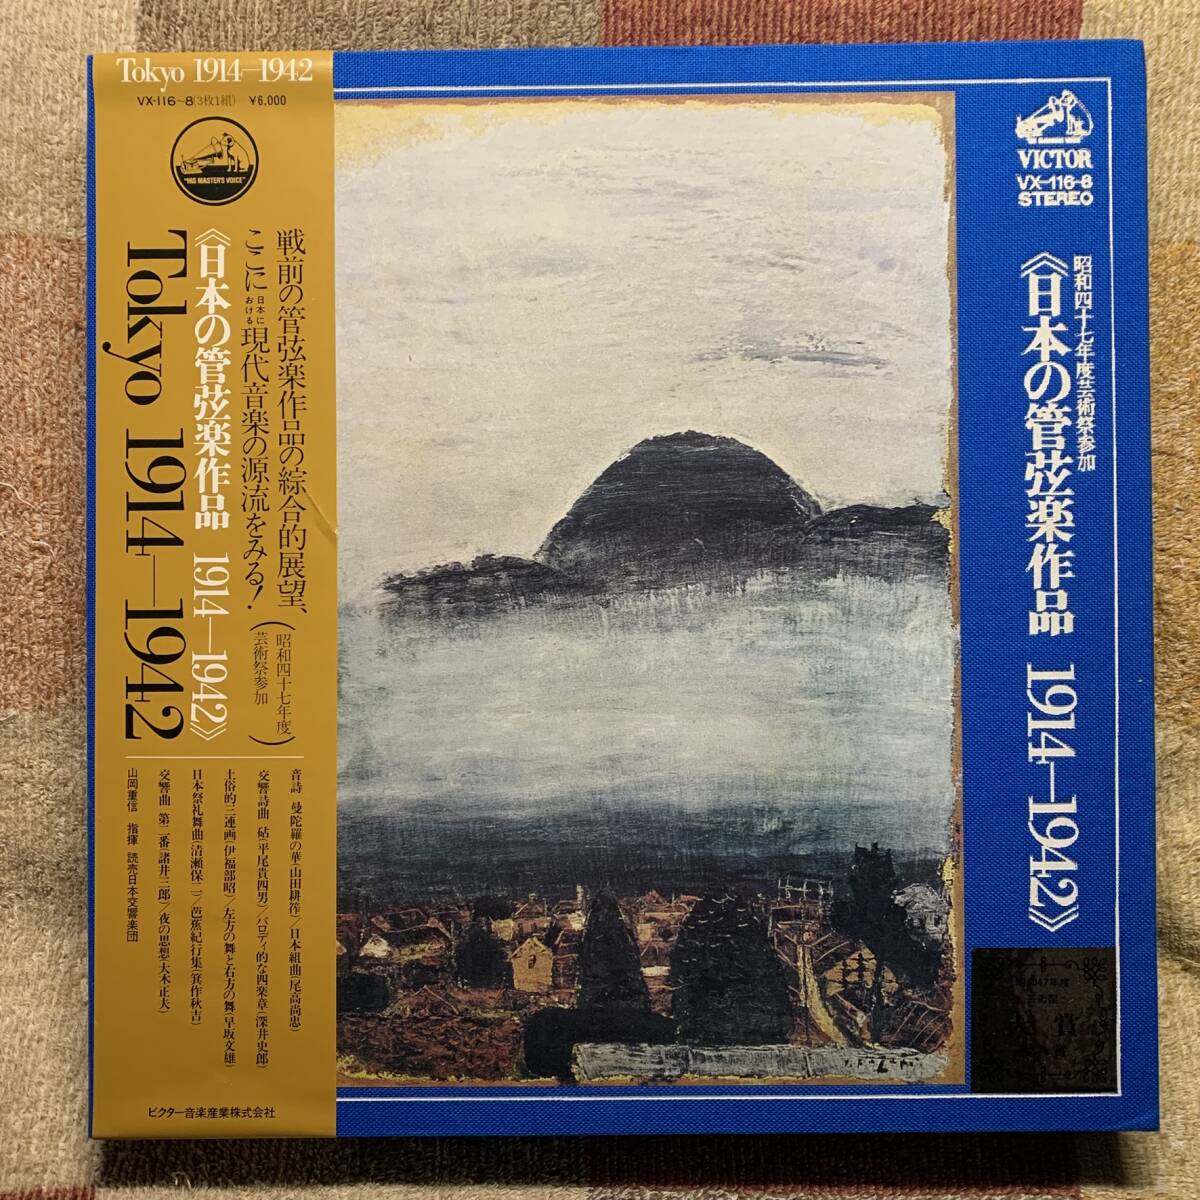 Tokyo 1914—1942
VX-116~8(3枚1組) ¥6,000
"HIS MASTER'S VOICE"
戦前の管弦楽作品の綜合的展望、
ここに日本における現代音楽の源流をみる!
(昭和四十七年度芸術祭参加)
《日本の管弦楽作品 1914—1942》
Tokyo 1914—1942
音詩 曼陀羅の華(山田耕筰)/日本組曲(尾高尚忠)
交響詩曲 砧(平尾貴四男)/パロディ的な四楽章(深井史郎)
土俗的三連画(伊福部昭)/左方の舞と右方の舞(早坂文雄)
日本祭礼舞曲(清瀬保二)/芭蕉紀行集(箕作秋吉)
交響曲 第二番(諸井三郎)/夜の思想(大木正夫)
山岡重信 指揮 読売日本交響楽団
ビクター音楽産業株式会社
VICTOR
VX-116-8
STEREO
昭和四十七年度芸術祭参加
《日本の管弦楽作品 1914—1942》
47年度
賞